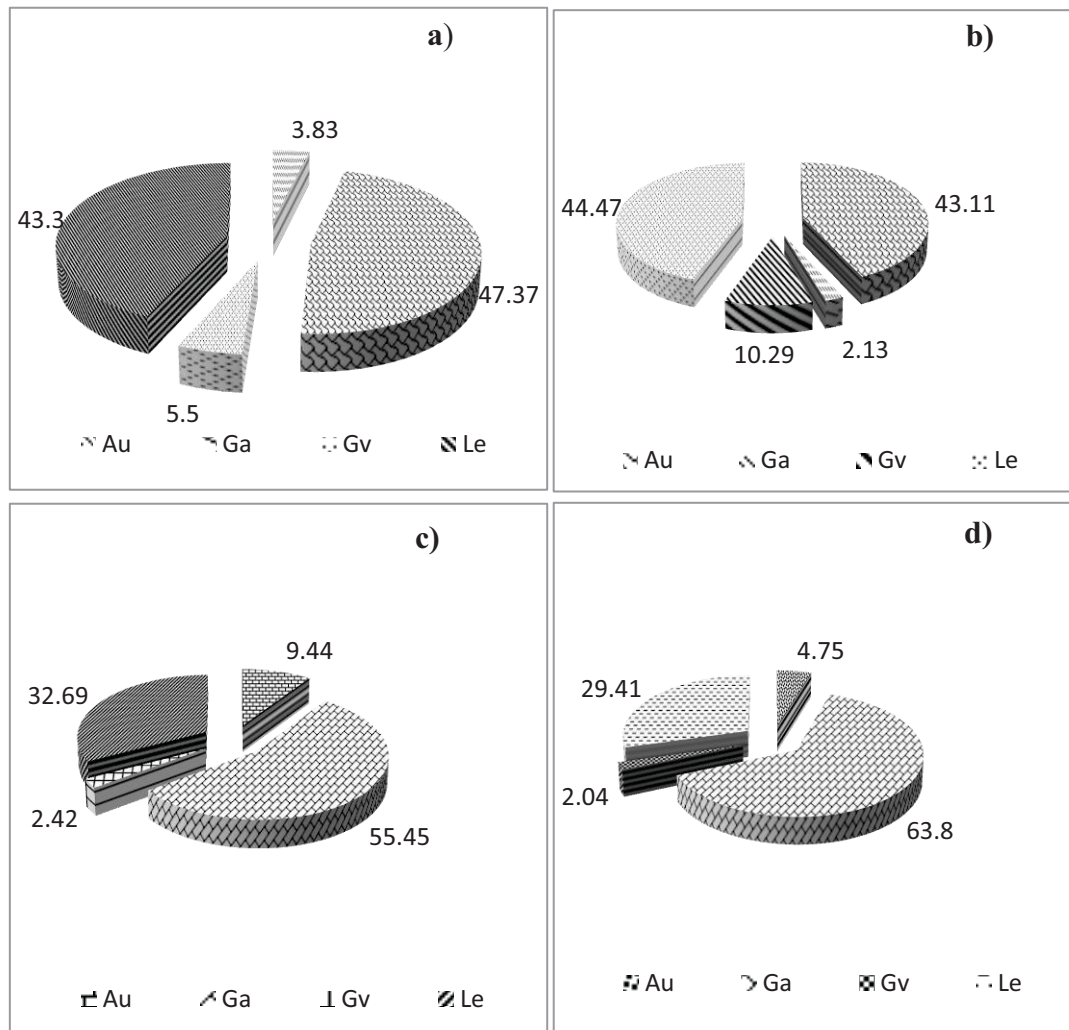 a)
3.83
43.3
47.37
5.5
Au Ga Gv Le
b)
44.47
43.11
10.29
2.13
Au Ga Gv Le
c)
9.44
32.69
2.42
55.45
Au Ga Gv Le
d)
4.75
29.41
2.04
63.8
Au Ga Gv Le